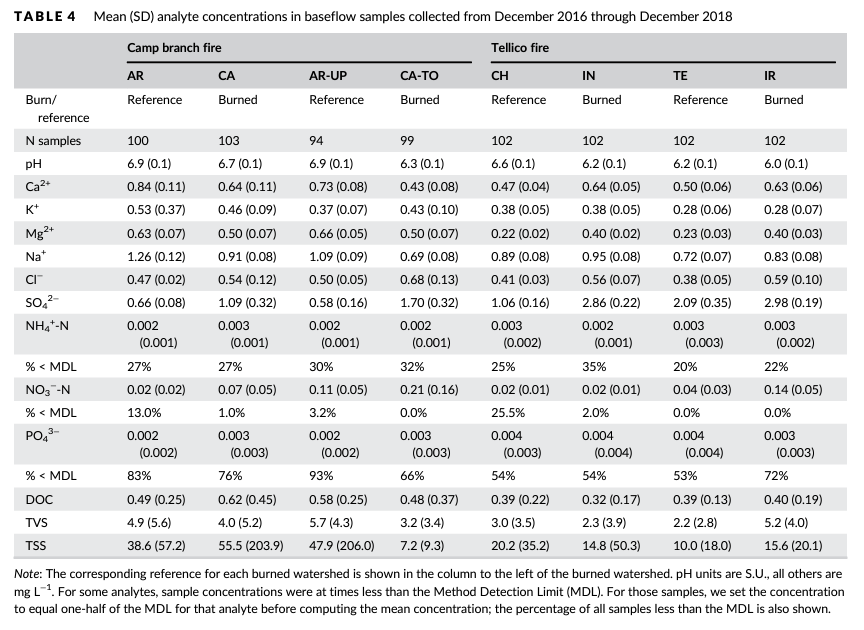 TABLE 4 Mean (SD) analyte concentrations in baseflow samples collected from December 2016 through December 2018
Camp branch fire Tellico fire
AR CA AR-UP CA-TO CH IN TE IR
Burn/ Reference Burned Reference Burned Reference Burned Reference Burned
reference
N samples 100 103 94 99 102 102 102 102
pH 6.9 (0.1) 6.7 (0.1) 6.9 (0.1) 6.3 (0.1) 6.6 (0.1) 6.2 (0.1) 6.2 (0.1) 6.0 (0.1)
Ca²⁺ 0.84 (0.11) 0.64 (0.11) 0.73 (0.08) 0.43 (0.08) 0.47 (0.04) 0.64 (0.05) 0.50 (0.06) 0.63 (0.06)
K⁺ 0.53 (0.37) 0.46 (0.09) 0.37 (0.07) 0.43 (0.10) 0.38 (0.05) 0.38 (0.05) 0.28 (0.06) 0.28 (0.07)
Mg²⁺ 0.63 (0.07) 0.50 (0.07) 0.66 (0.05) 0.50 (0.07) 0.22 (0.02) 0.40 (0.02) 0.23 (0.03) 0.40 (0.03)
Na⁺ 1.26 (0.12) 0.91 (0.08) 1.09 (0.09) 0.69 (0.08) 0.89 (0.08) 0.95 (0.08) 0.72 (0.07) 0.83 (0.08)
Cl⁻ 0.47 (0.02) 0.54 (0.12) 0.50 (0.05) 0.68 (0.13) 0.41 (0.03) 0.56 (0.07) 0.38 (0.05) 0.59 (0.10)
SO₄²⁻ 0.66 (0.08) 1.09 (0.32) 0.58 (0.16) 1.70 (0.32) 1.06 (0.16) 2.86 (0.22) 2.09 (0.35) 2.98 (0.19)
NH₄⁺-N 0.002 0.003 0.002 0.002 0.003 0.002 0.003 0.003
(0.001) (0.001) (0.001) (0.001) (0.002) (0.001) (0.003) (0.002)
% < MDL 27% 27% 30% 32% 25% 35% 20% 22%
NO₃⁻-N 0.02 (0.02) 0.07 (0.05) 0.11 (0.05) 0.21 (0.16) 0.02 (0.01) 0.02 (0.01) 0.04 (0.03) 0.14 (0.05)
% < MDL 13.0% 1.0% 3.2% 0.0% 25.5% 2.0% 0.0% 0.0%
PO₄³⁻ 0.002 0.003 0.002 0.003 0.004 0.004 0.004 0.003
(0.002) (0.003) (0.002) (0.003) (0.003) (0.004) (0.004) (0.003)
% < MDL 83% 76% 93% 66% 54% 54% 53% 72%
DOC 0.49 (0.25) 0.62 (0.45) 0.58 (0.25) 0.48 (0.37) 0.39 (0.22) 0.32 (0.17) 0.39 (0.13) 0.40 (0.19)
TVS 4.9 (5.6) 4.0 (5.2) 5.7 (4.3) 3.2 (3.4) 3.0 (3.5) 2.3 (3.9) 2.2 (2.8) 5.2 (4.0)
TSS 38.6 (57.2) 55.5 (203.9) 47.9 (206.0) 7.2 (9.3) 20.2 (35.2) 14.8 (50.3) 10.0 (18.0) 15.6 (20.1)
Note: The corresponding reference for each burned watershed is shown in the column to the left of the burned watershed. pH units are S.U., all others are
mg L⁻¹. For some analytes, sample concentrations were at times less than the Method Detection Limit (MDL). For those samples, we set the concentration
to equal one-half of the MDL for that analyte before computing the mean concentration; the percentage of all samples less than the MDL is also shown.